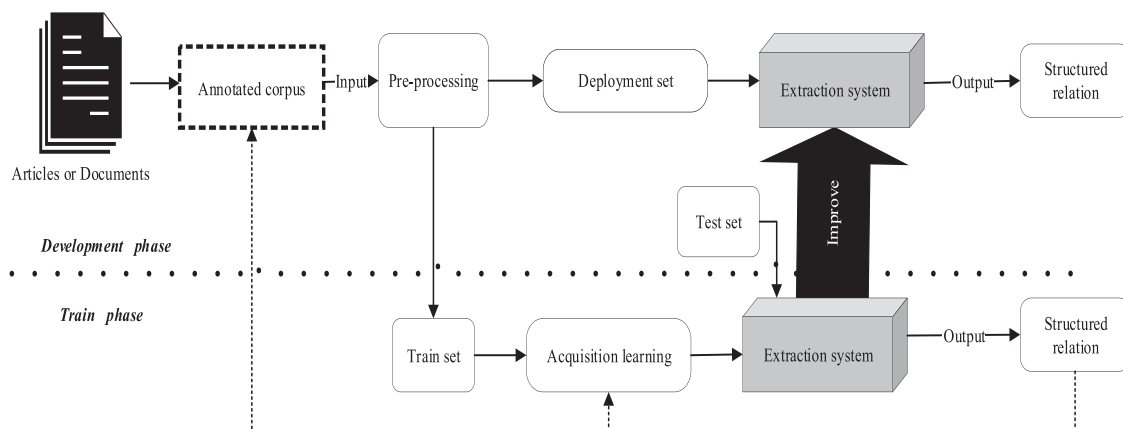 Articles or Documents
Annotated corpus
Input
Pre-processing
Deployment set
Extraction system
Output
Structured
relation
Improve
Test set
Development phase
Train phase
Train set
Acquisition learning
Extraction system
Output
Structured
relation